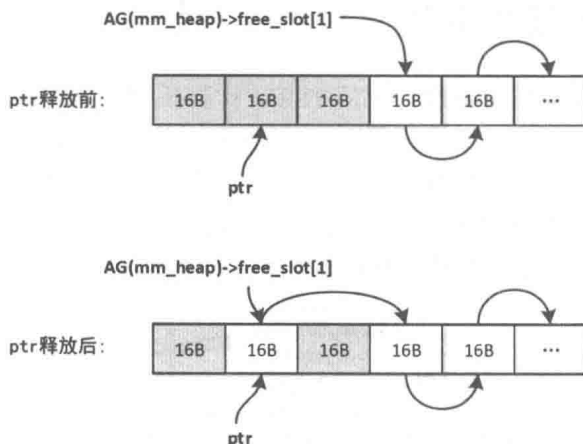 AG(mm_heap)->free_slot[1]
ptr释放前: 16B 16B 16B 16B 16B ...
ptr
AG(mm_heap)->free_slot[1]
ptr释放后: 16B 16B 16B 16B 16B ...
ptr